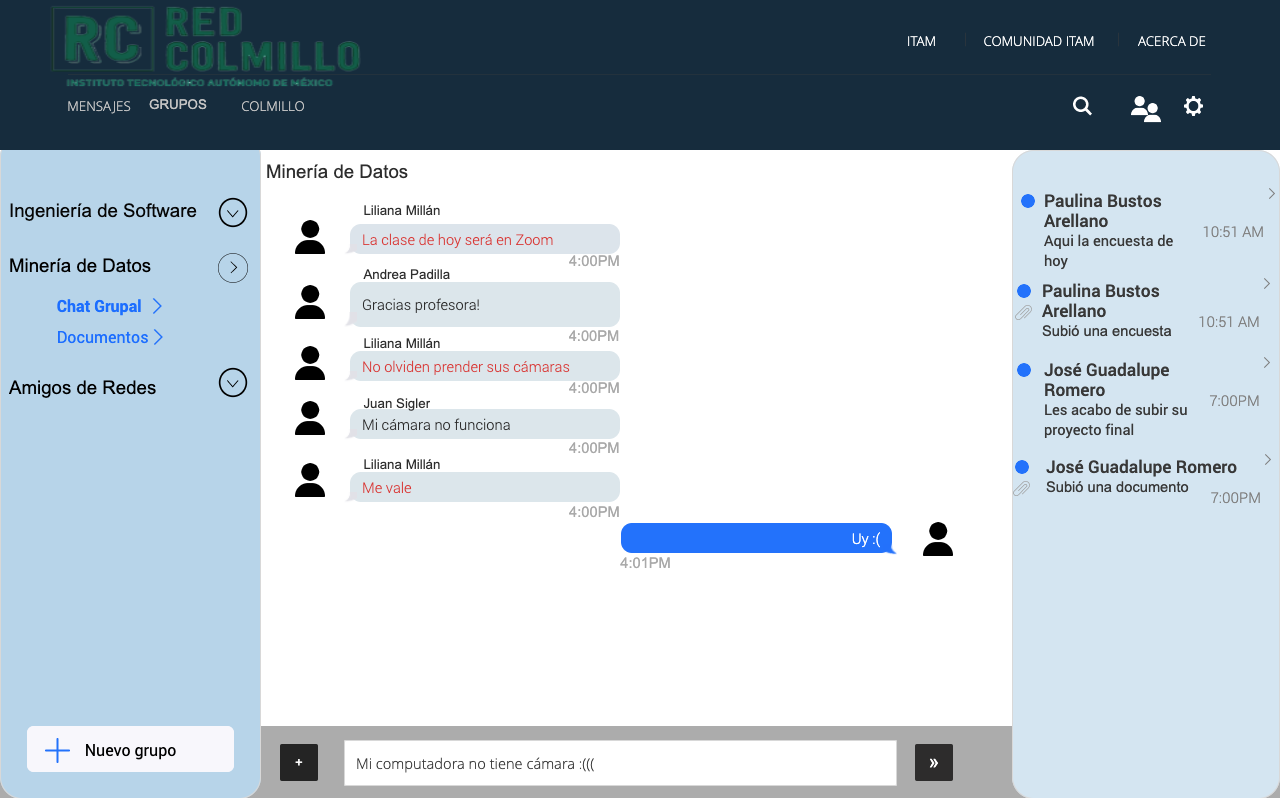 RC RED
COLMILLO
INSTITUTO TECNOLÓGICO AUTÓNOMO DE MÉXICO
ITAM
COMUNIDAD ITAM
ACERCA DE
MENSAJES
GRUPOS
COLMILLO
Ingeniería de Software
Minería de Datos
Chat Grupal
Documentos
Amigos de Redes
Nuevo grupo
Minería de Datos
Liliana Millán
La clase de hoy será en Zoom
4:00PM
Andrea Padilla
Gracias profesora!
4:00PM
Liliana Millán
No olviden prender sus cámaras
4:00PM
Juan Sigler
Mi cámara no funciona
4:00PM
Liliana Millán
Me vale
4:00PM
Uy :(
4:01PM
+
Mi computadora no tiene cámara :(((
»
Paulina Bustos
Arellano
10:51 AM
Aqui la encuesta de
hoy
Paulina Bustos
Arellano
10:51 AM
Subió una encuesta
José Guadalupe
Romero
7:00PM
Les acabo de subir su
proyecto final
José Guadalupe Romero
Subió una documento
7:00PM